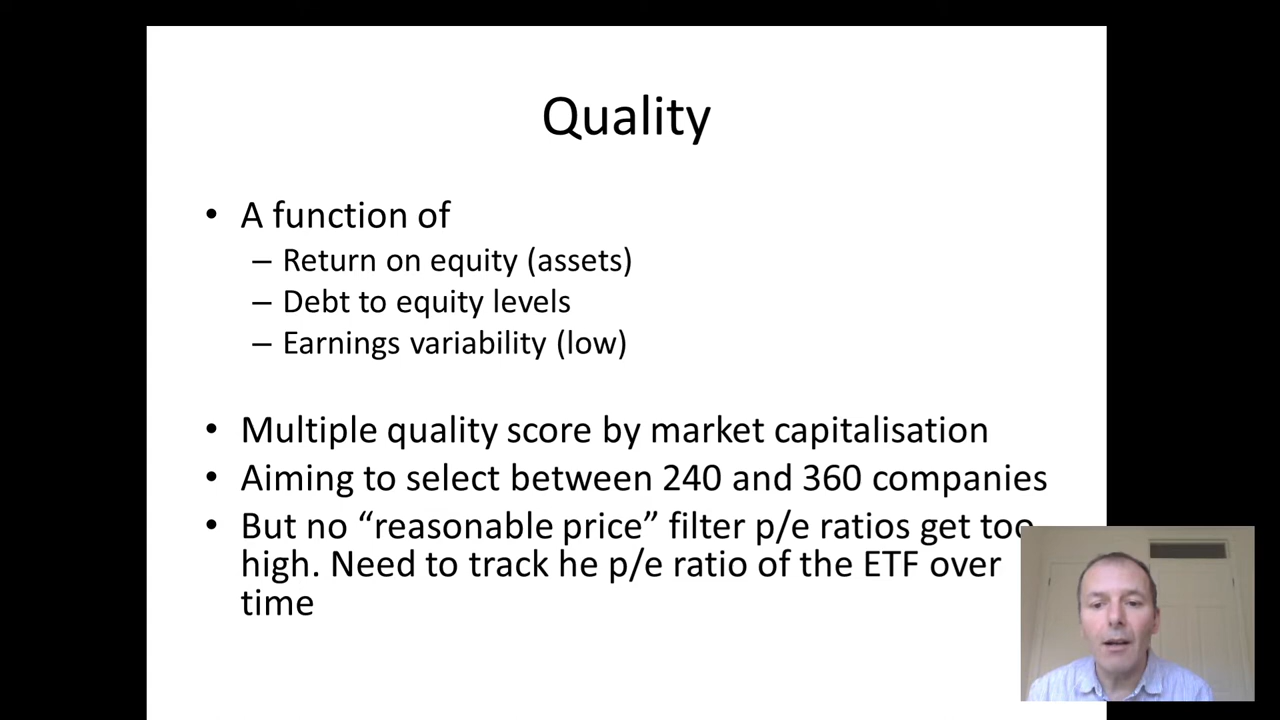 Quality
• A function of
– Return on equity (assets)
– Debt to equity levels
– Earnings variability (low)
• Multiple quality score by market capitalisation
• Aiming to select between 240 and 360 companies
• But no “reasonable price” filter p/e ratios get too
high. Need to track he p/e ratio of the ETF over
time